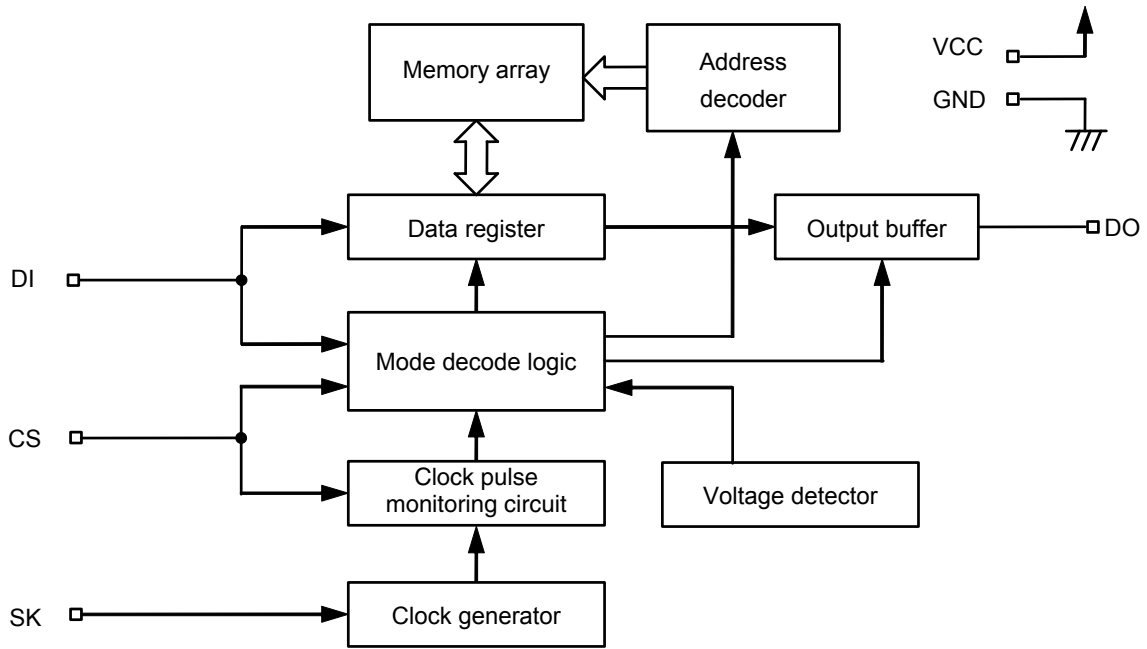 Memory array
Address
decoder
VCC
GND
Data register
Output buffer
DO
DI
Mode decode logic
CS
Clock pulse
monitoring circuit
Voltage detector
SK
Clock generator